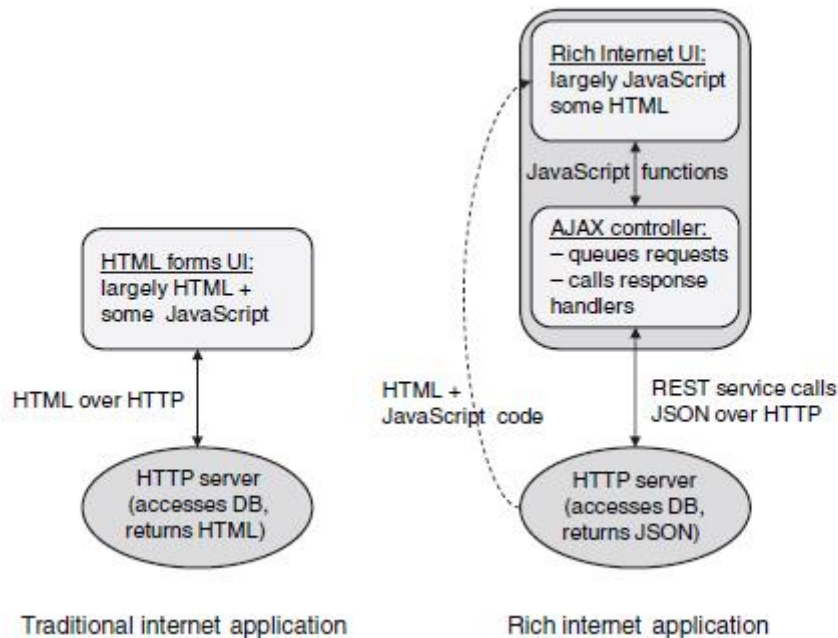 HTML forms UI:
largely HTML +
some JavaScript
HTML over HTTP
HTTP server
(accesses DB,
returns HTML)
Traditional internet application
Rich Internet UI:
largely JavaScript
some HTML
JavaScript functions
AJAX controller:
– queues requests
– calls response
handlers
HTML +
JavaScript code
REST service calls
JSON over HTTP
HTTP server
(accesses DB,
returns JSON)
Rich internet application